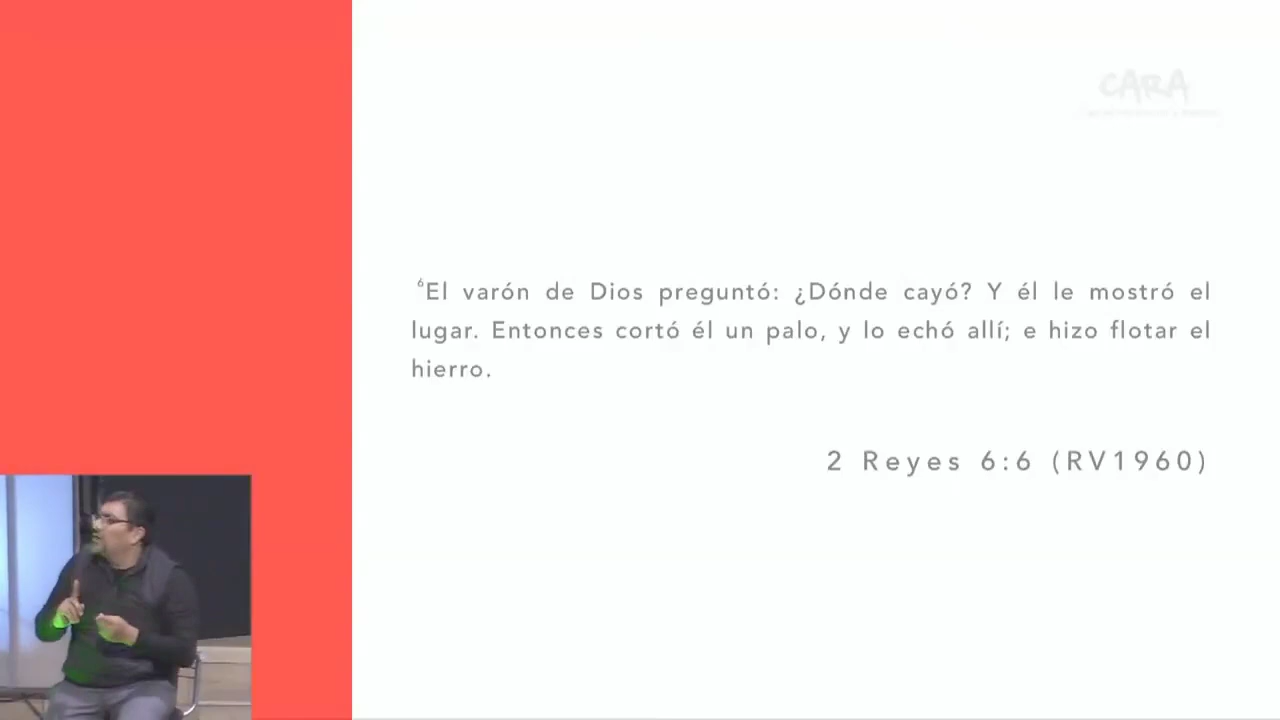 CARA
⁶El varón de Dios preguntó: ¿Dónde cayó? Y él le mostró el
lugar. Entonces cortó él un palo, y lo echó allí; e hizo flotar el
hierro.
2 Reyes 6:6 (RV1960)